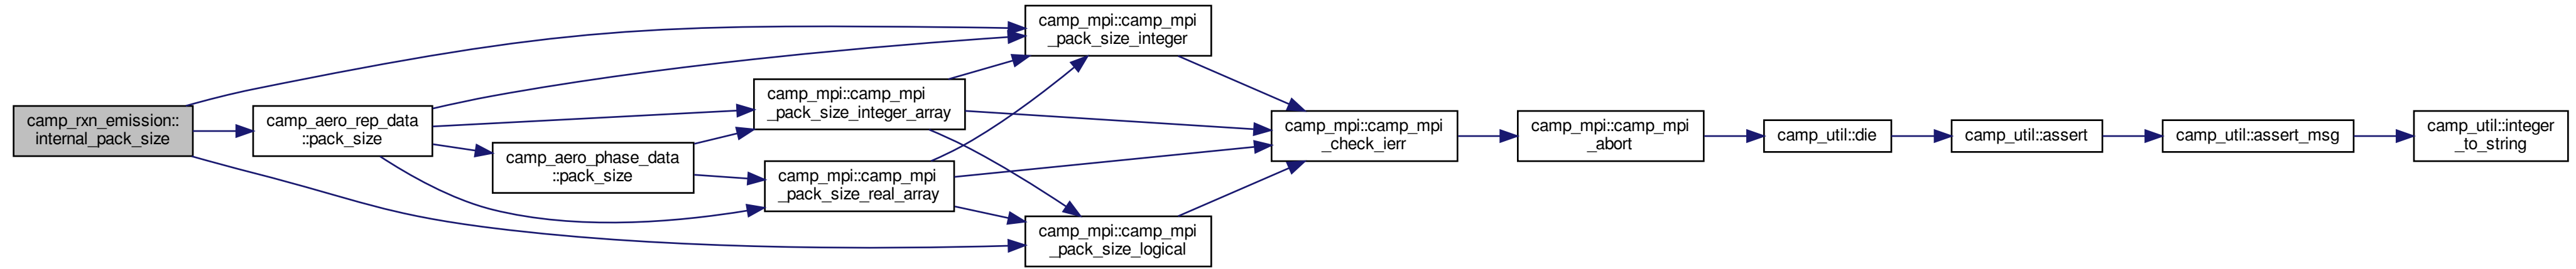 camp_rxn_emission::
internal_pack_size
camp_aero_rep_data
::pack_size
camp_aero_phase_data
::pack_size
camp_mpi::camp_mpi
_pack_size_integer_array
camp_mpi::camp_mpi
_pack_size_real_array
camp_mpi::camp_mpi
_pack_size_integer
camp_mpi::camp_mpi
_pack_size_logical
camp_mpi::camp_mpi
_check_ierr
camp_mpi::camp_mpi
_abort
camp_util::die
camp_util::assert
camp_util::assert_msg
camp_util::integer
_to_string